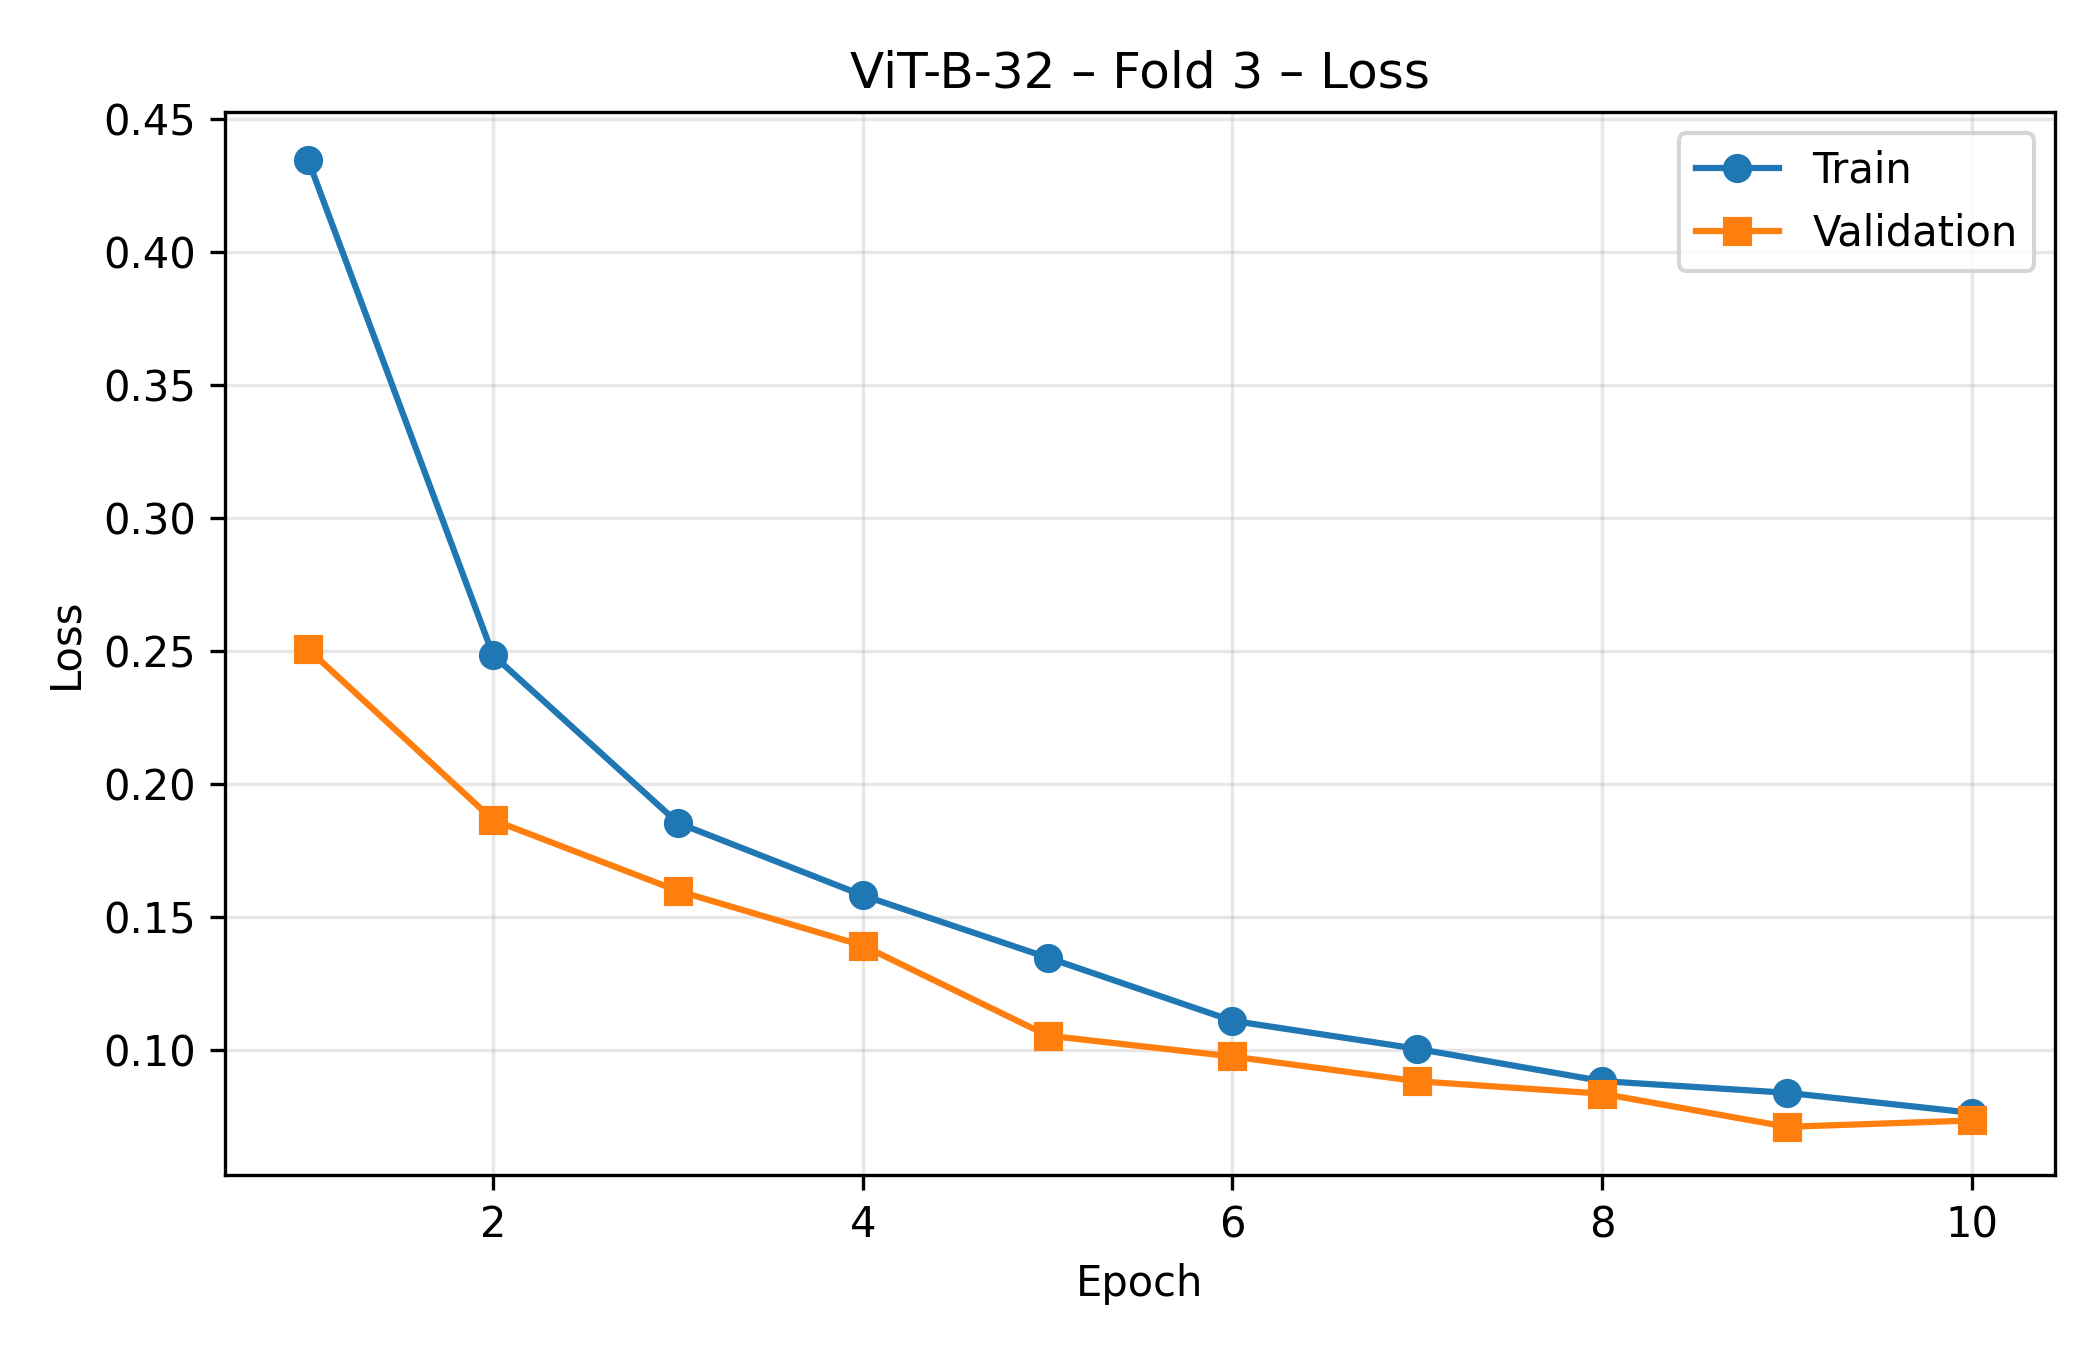 ViT-B-32 – Fold 3 – Loss
Train
Validation
Loss
0.45
0.40
0.35
0.30
0.25
0.20
0.15
0.10
2 4 6 8 10
Epoch